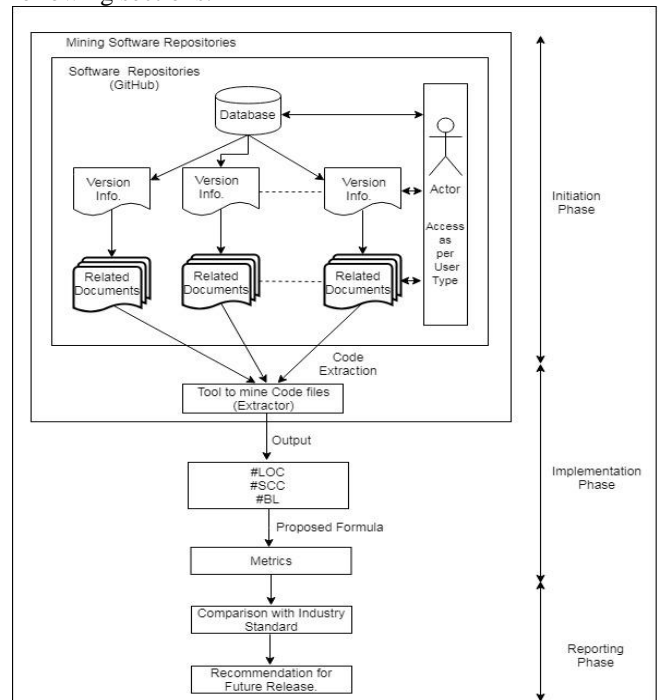 Mining Software Repositories
Software Repositories
(GitHub)
Database
Version
Info.
Version
Info.
Version
Info.
Actor
Access
as
per
User
Type
Related
Documents
Related
Documents
Related
Documents
Initiation
Phase
Code
Extraction
Tool to mine Code files
(Extractor)
Output
#LOC
#SCC
#BL
Implementation
Phase
Proposed Formula
Metrics
Comparison with Industry
Standard
Reporting
Phase
Recommendation for
Future Release.